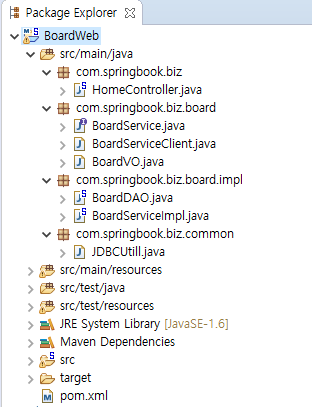 Package Explorer
BoardWeb
src/main/java
com.springbook.biz
HomeController.java
com.springbook.biz.board
BoardService.java
BoardServiceClient.java
BoardVO.java
com.springbook.biz.board.impl
BoardDAO.java
BoardServiceImpl.java
com.springbook.biz.common
JDBCUtill.java
src/main/resources
src/test/java
src/test/resources
JRE System Library [JavaSE-1.6]
Maven Dependencies
src
target
pom.xml